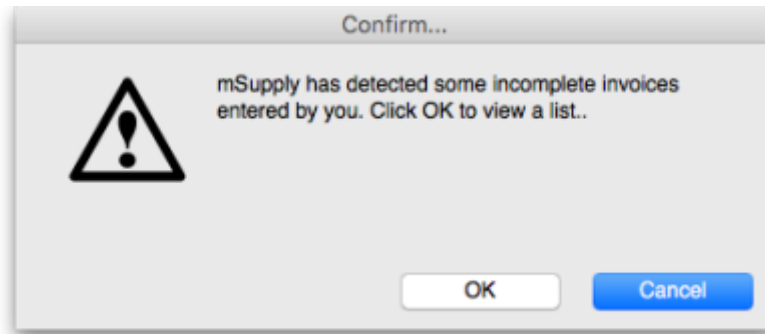 Confirm...
mSupply has detected some incomplete invoices
entered by you. Click OK to view a list..
OK
Cancel